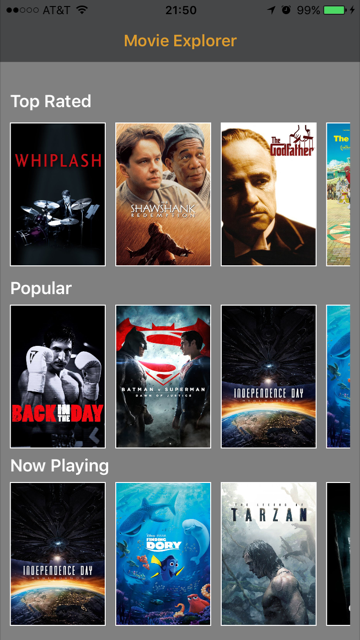 AT&T 21:50 99%
Movie Explorer
Top Rated
WHIPLASH
THE
SHAWSHANK
REDEMPTION
The
Godfather
The
Popular
BACK IN THE DAY
BATMAN v SUPERMAN
DAWN OF JUSTICE
INDEPENDENCE DAY
Now Playing
INDEPENDENCE DAY
FINDING
DORY
THE LEGEND OF
TARZAN